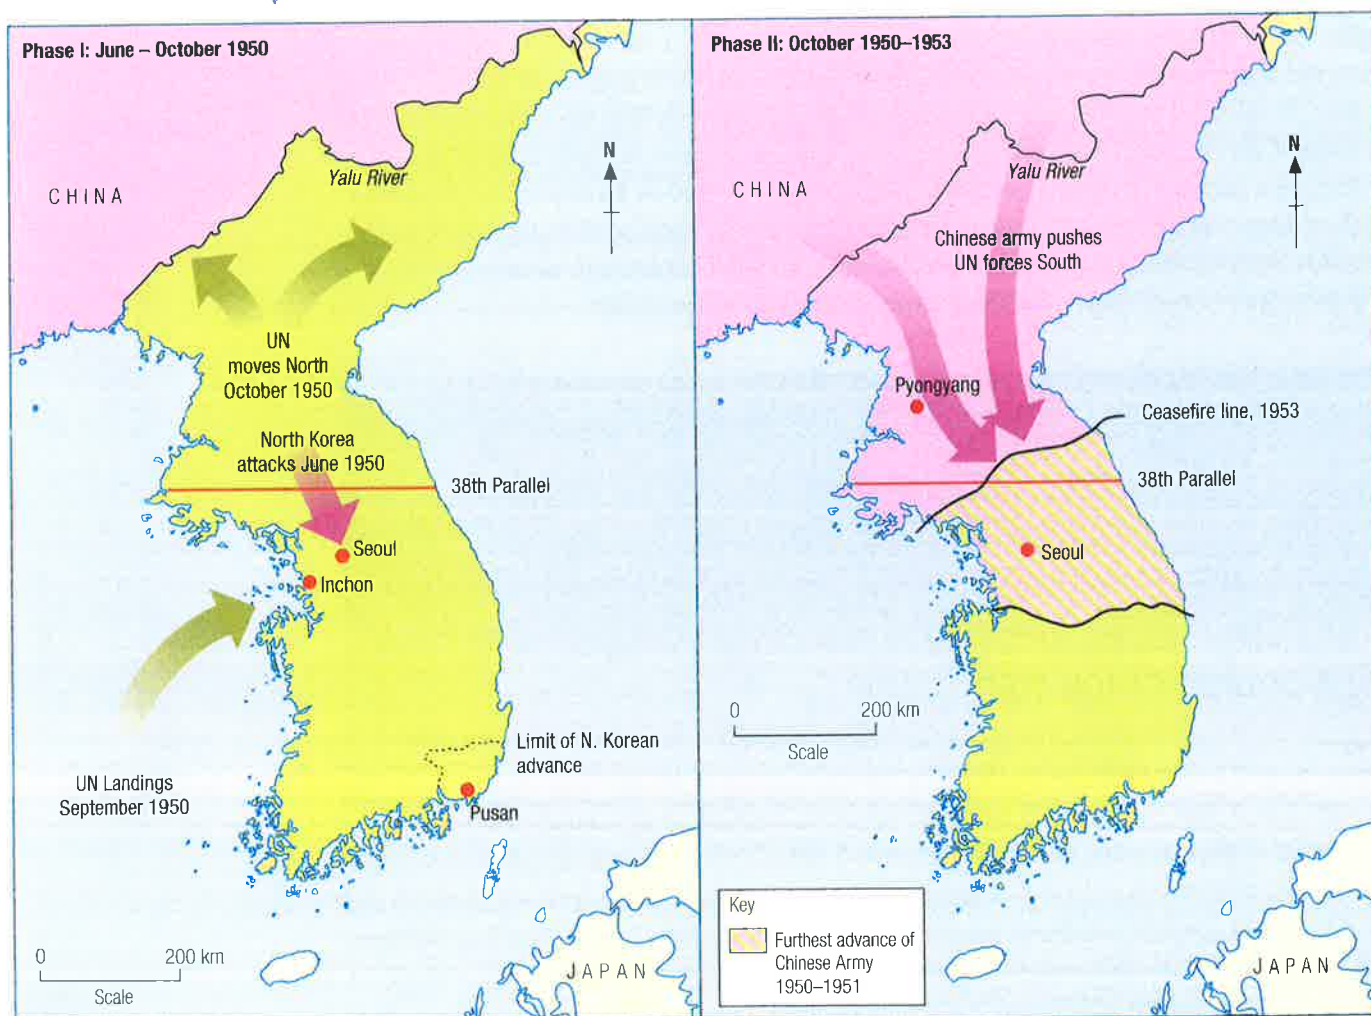 Phase I: June – October 1950
N
Yalu River
CHINA
UN
moves North
October 1950
North Korea
attacks June 1950
38th Parallel
Seoul
Inchon
Limit of N. Korean
advance
UN Landings
September 1950
Pusan
0
200 km
Scale
JAPAN
Phase II: October 1950–1953
N
Yalu River
CHINA
Chinese army pushes
UN forces South
Pyongyang
Ceasefire line, 1953
38th Parallel
Seoul
0
200 km
Scale
Key
Furthest advance of
Chinese Army
1950–1951
JAPAN